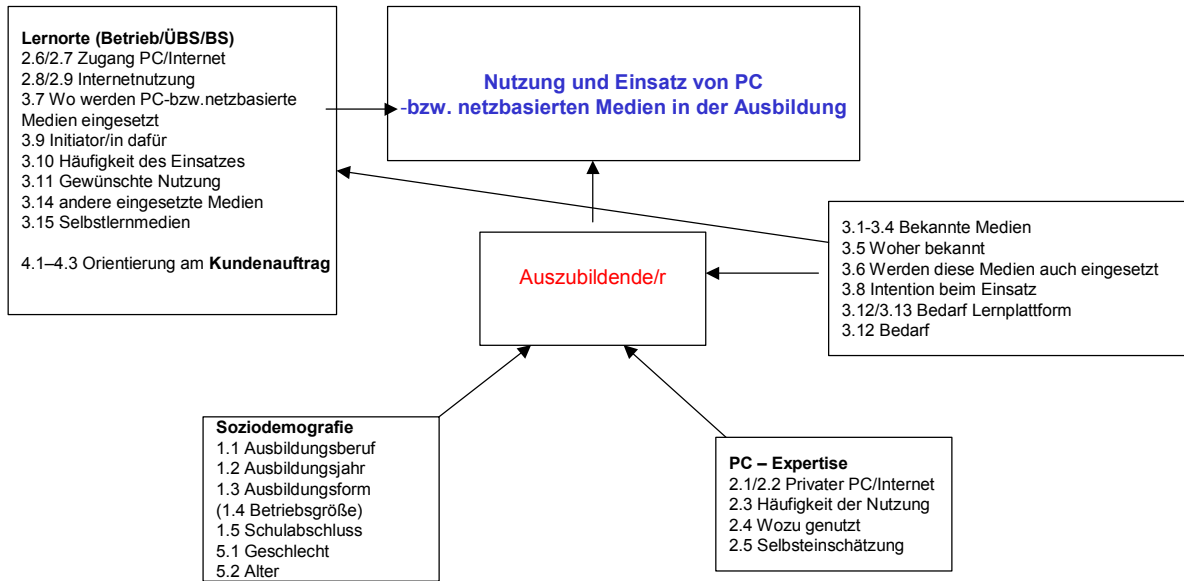 Lernorte (Betrieb/ÜBS/BS)
2.6/2.7 Zugang PC/Internet
2.8/2.9 Internetnutzung
3.7 Wo werden PC-bzw.netzbasierte
Medien eingesetzt
3.9 Initiator/in dafür
3.10 Häufigkeit des Einsatzes
3.11 Gewünschte Nutzung
3.14 andere eingesetzte Medien
3.15 Selbstlernmedien
4.1–4.3 Orientierung am Kundenauftrag
Nutzung und Einsatz von PC
-bzw. netzbasierten Medien in der Ausbildung
Auszubildende/r
3.1-3.4 Bekannte Medien
3.5 Woher bekannt
3.6 Werden diese Medien auch eingesetzt
3.8 Intention beim Einsatz
3.12/3.13 Bedarf Lernplattform
3.12 Bedarf
Soziodemografie
1.1 Ausbildungsberuf
1.2 Ausbildungsjahr
1.3 Ausbildungsform
(1.4 Betriebsgröße)
1.5 Schulabschluss
5.1 Geschlecht
5.2 Alter
PC – Expertise
2.1/2.2 Privater PC/Internet
2.3 Häufigkeit der Nutzung
2.4 Wozu genutzt
2.5 Selbsteinschätzung